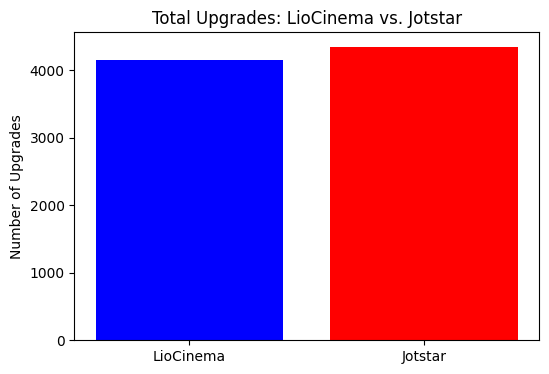 Total Upgrades: LioCinema vs. Jotstar
Number of Upgrades
4000
3000
2000
1000
0
LioCinema
Jotstar